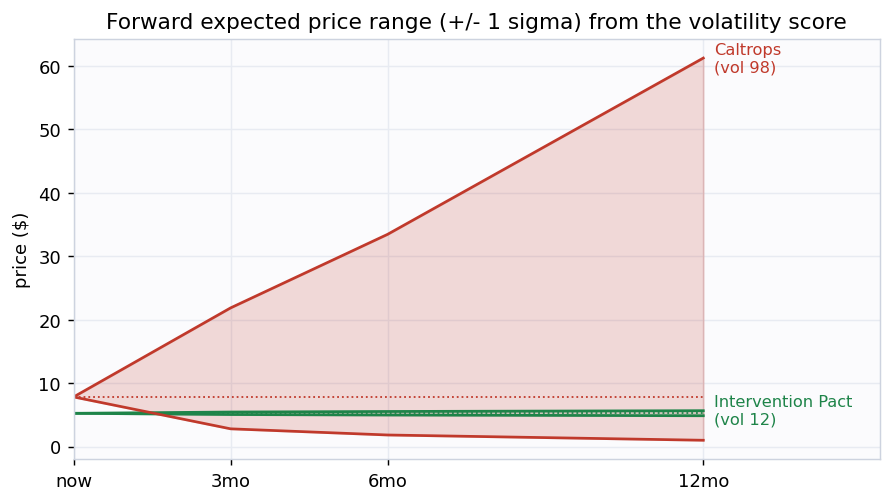 Forward expected price range (+/- 1 sigma) from the volatility score
price ($)
60
50
40
30
20
10
0
now
3mo
6mo
12mo
Caltrops
(vol 98)
Intervention Pact
(vol 12)